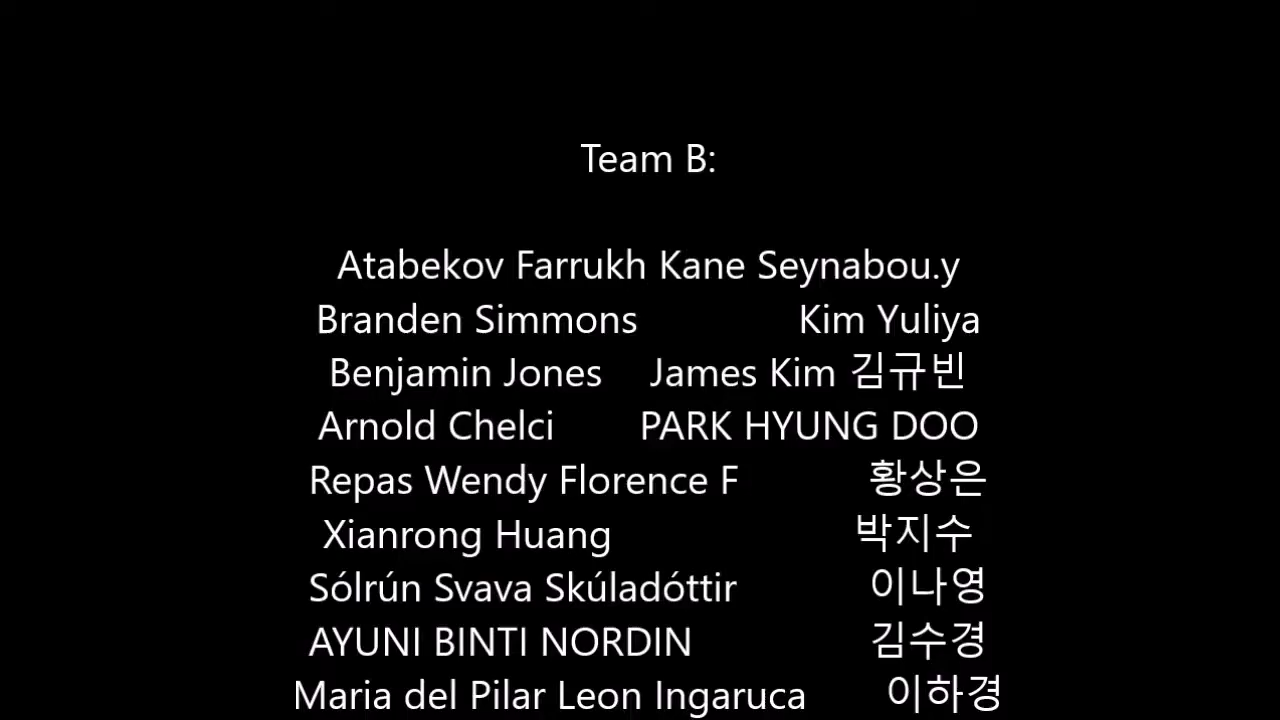 Team B:
Atabekov Farrukh Kane Seynabou.y
Branden Simmons Kim Yuliya
Benjamin Jones James Kim 김규빈
Arnold Chelci PARK HYUNG DOO
Repas Wendy Florence F 황상은
Xianrong Huang 박지수
Sólrún Svava Skúladóttir 이나영
AYUNI BINTI NORDIN 김수경
Maria del Pilar Leon Ingaruca 이하경